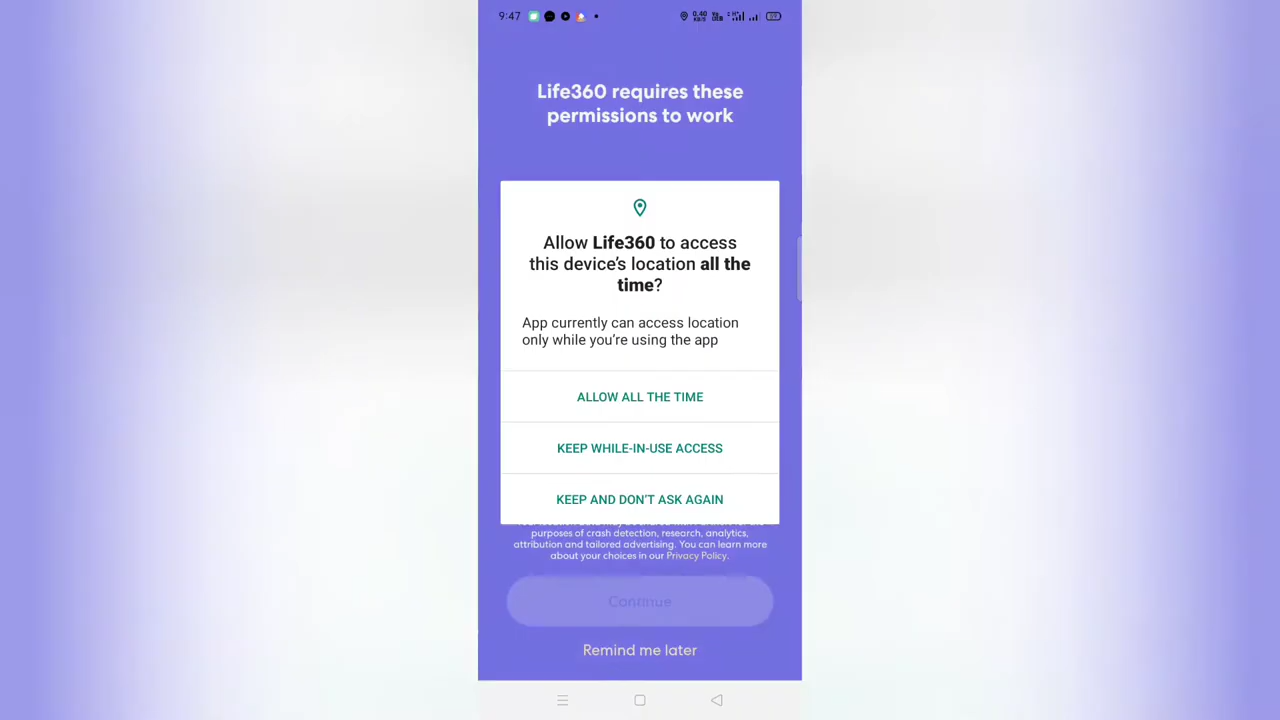 9:47
0.40
KB/S
Life360 requires these
permissions to work
Allow Life360 to access
this device's location all the
time?
App currently can access location
only while you're using the app
ALLOW ALL THE TIME
KEEP WHILE-IN-USE ACCESS
KEEP AND DON'T ASK AGAIN
purposes of crash detection, research, analytics,
attribution and tailored advertising. You can learn more
about your choices in our Privacy Policy.
Continue
Remind me later